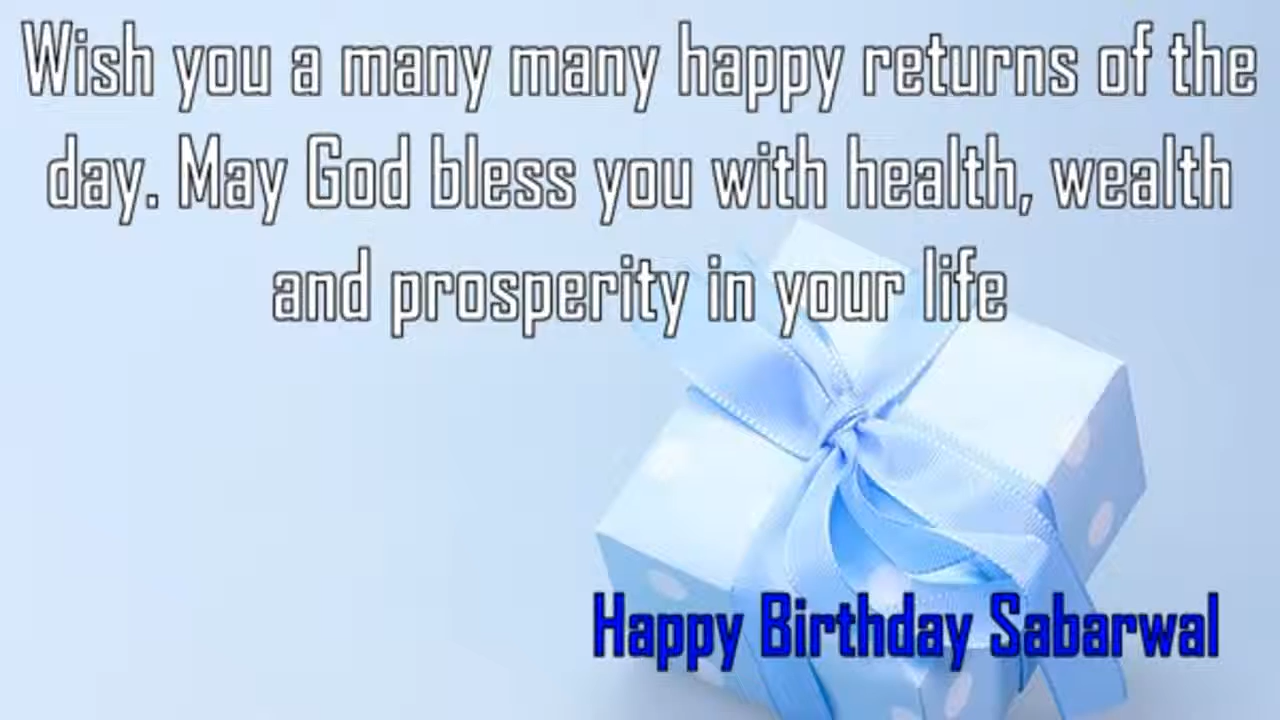 Wish you a many many happy returns of the
day. May God bless you with health, wealth
and prosperity in your life
Happy Birthday Sabarwal